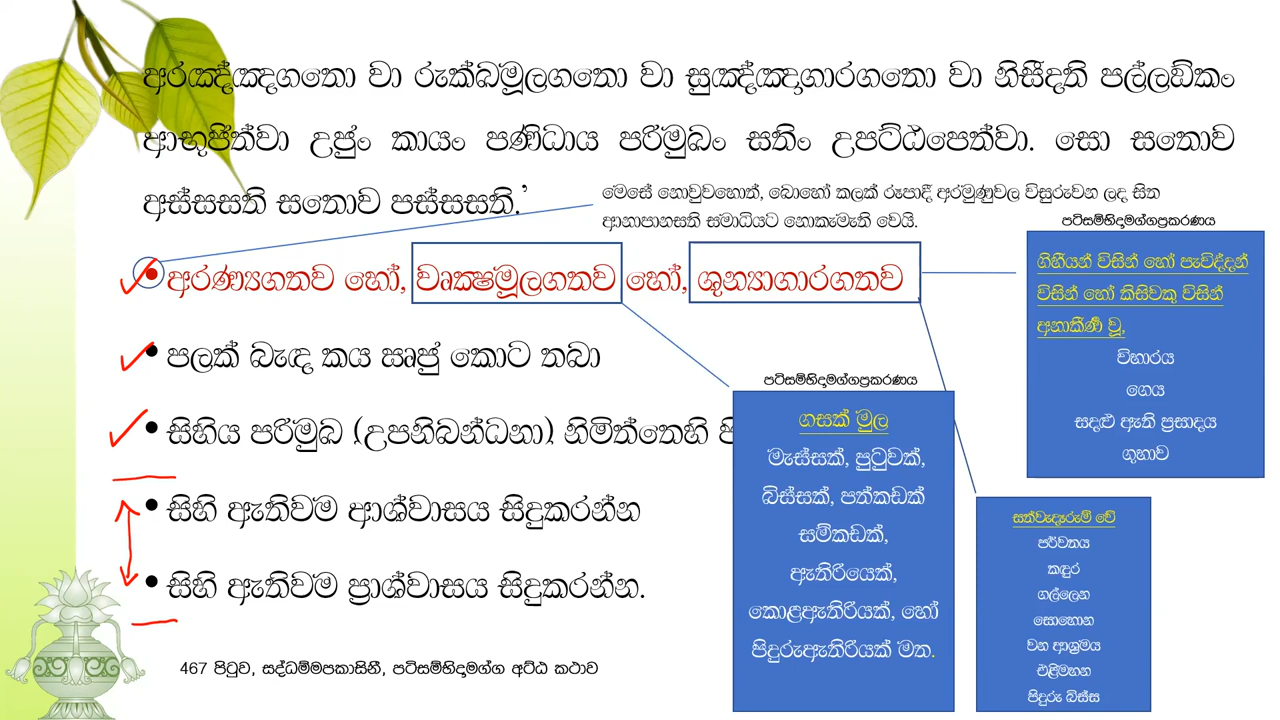 අරඤ්ඤගතො වා රුක්ඛමූලගතො වා සුඤ්ඤාගාරගතො වා නිසීදති පල්ලඞ්කං
ආභුජිත්වා උජුං කායං පණිධාය පරිමුඛං සතිං උපට්ඨපෙත්වා. සො සතොව
අස්සසති සතොව පස්සසති.’
මෙසේ නොවුවහොත්, බොහෝ කලක් රූපාදී අරමුණුවල විසුරුවන ලද සිත
ආනාපානසති සමාධියට නොකැමැති වෙයි.
• අරණ්‍යගතව හෝ, වෘක්ෂමූලගතව හෝ, ශුන්‍යාගාරගතව
• පලක් බැඳ කය ඍජු කොට තබා
• සිහිය පරිමුඛ (උපනිබන්ධනා) නිමිත්තෙහි
• සිහි ඇතිවම ආශ්වාසය සිදුකරන්න
• සිහි ඇතිවම ප්‍රාශ්වාසය සිදුකරන්න.
467 පිටුව, සද්ධම්මපකාසිනී, පටිසම්භිදාමග්ග අට්ඨ කථාව
පටිසම්භිදාමග්ගප්‍රකරණය
ගසක් මුල
මැස්සක්, පුටුවක්,
බිස්සක්, පත්කඩක්
සම්කඩක්,
ඇතිරියෙක්,
කොළඇතිරියක්, හෝ
පිදුරුඇතිරියක් මත.
පටිසම්භිදාමග්ගප්‍රකරණය
ගිහියන් විසින් හෝ පැවිද්දන්
විසින් හෝ කිසිවකු විසින්
අනාකීර්ණ වූ,
විහාරය
ගෙය
සඳළු ඇති ප්‍රසාදය
ගුහාව
සත්වැදෑරුම් වේ
පර්වතය
කඳුර
ගල්ලෙන
සොහොන
වන ආශ්‍රමය
එළිමහන
පිදුරු බිස්ස